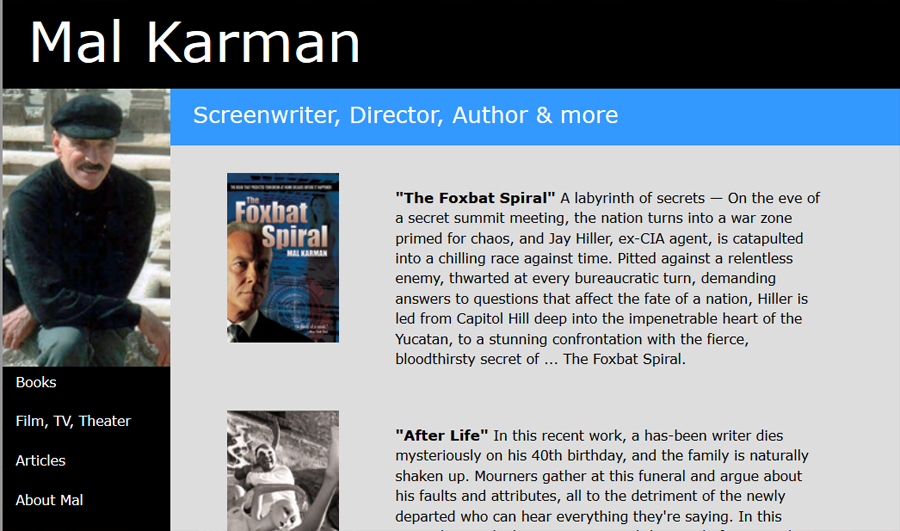 Mal Karman
Screenwriter, Director, Author & more
The
Foxbat
Spiral
MAL KARMAN
"The Foxbat Spiral" A labyrinth of secrets — On the eve of
a secret summit meeting, the nation turns into a war zone
primed for chaos, and Jay Hiller, ex-CIA agent, is catapulted
into a chilling race against time. Pitted against a relentless
enemy, thwarted at every bureaucratic turn, demanding
answers to questions that affect the fate of a nation, Hiller is
led from Capitol Hill deep into the impenetrable heart of the
Yucatan, to a stunning confrontation with the fierce,
bloodthirsty secret of ... The Foxbat Spiral.
Books
Film, TV, Theater
Articles
About Mal
"After Life" In this recent work, a has-been writer dies
mysteriously on his 40th birthday, and the family is naturally
shaken up. Mourners gather at this funeral and argue about
his faults and attributes, all to the detriment of the newly
departed who can hear everything they're saying. In this